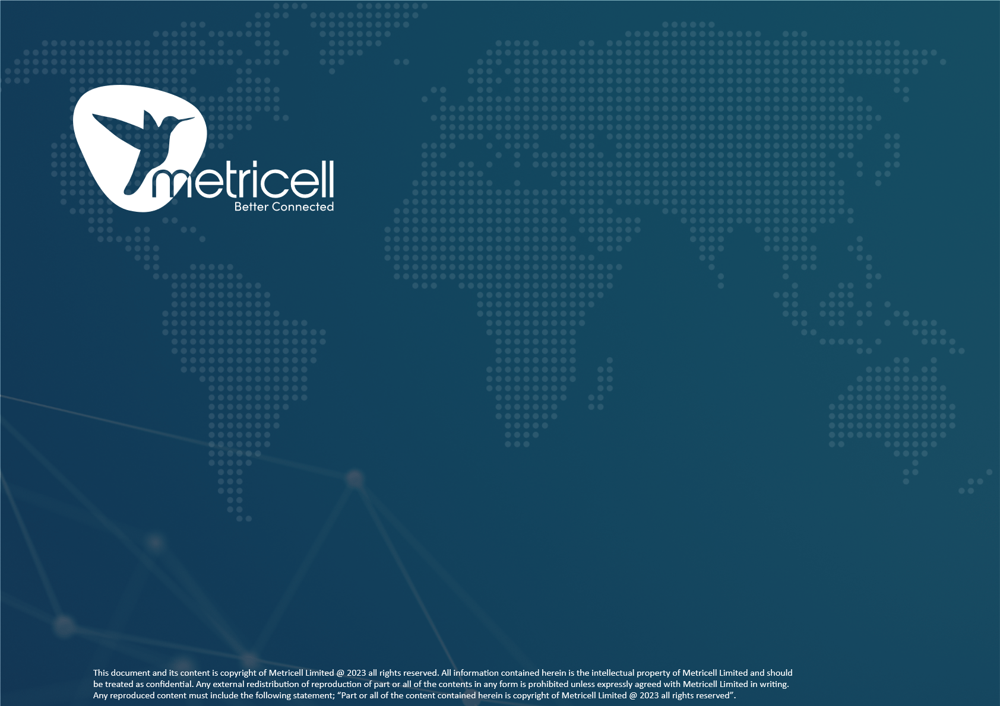 metricell
Better Connected
This document and its content is copyright of Metricell Limited @ 2023 all rights reserved. All information contained herein is the intellectual property of Metricell Limited and should
be treated as confidential. Any external redistribution of reproduction of part or all of the contents in any form is prohibited unless expressly agreed with Metricell Limited in writing.
Any reproduced content must include the following statement; “Part or all of the content contained herein is copyright of Metricell Limited @ 2023 all rights reserved”.